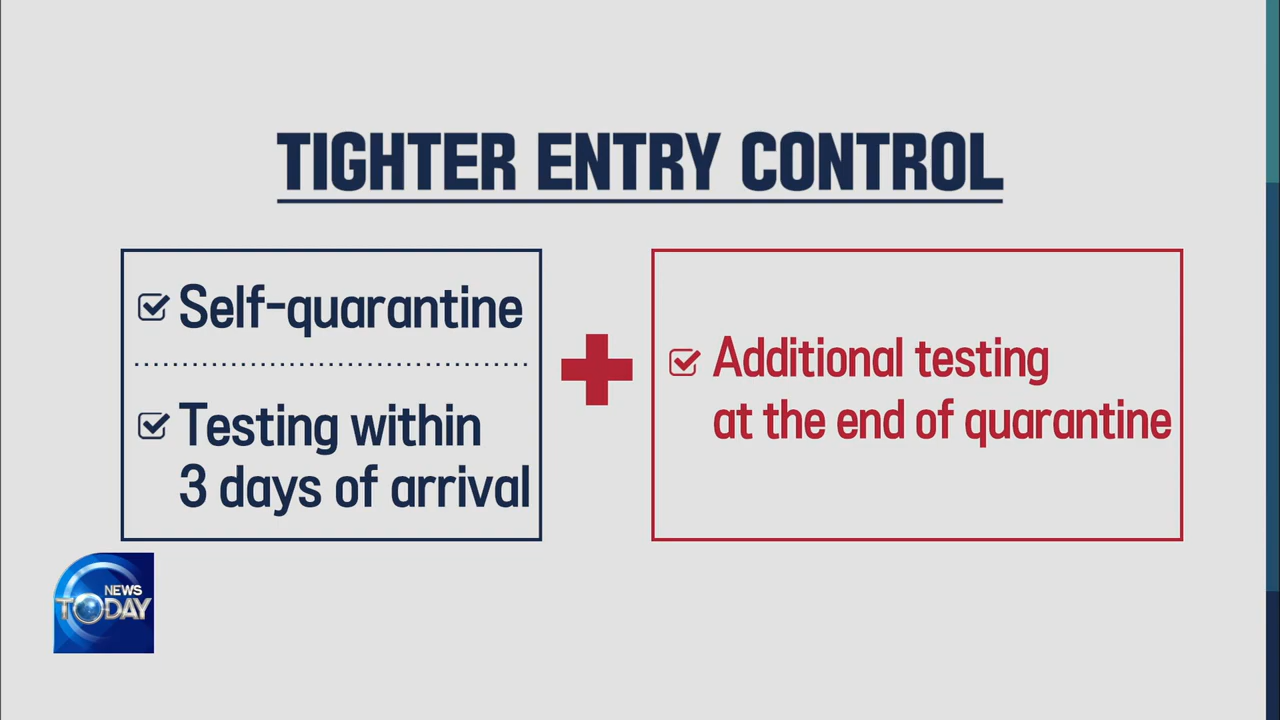 TIGHTER ENTRY CONTROL
Self-quarantine
Testing within
3 days of arrival
Additional testing
at the end of quarantine
NEWS
TODAY